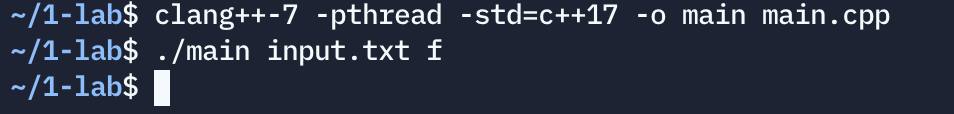 ~/1-lab$ clang++-7 -pthread -std=c++17 -o main main.cpp
~/1-lab$ ./main input.txt f
~/1-lab$